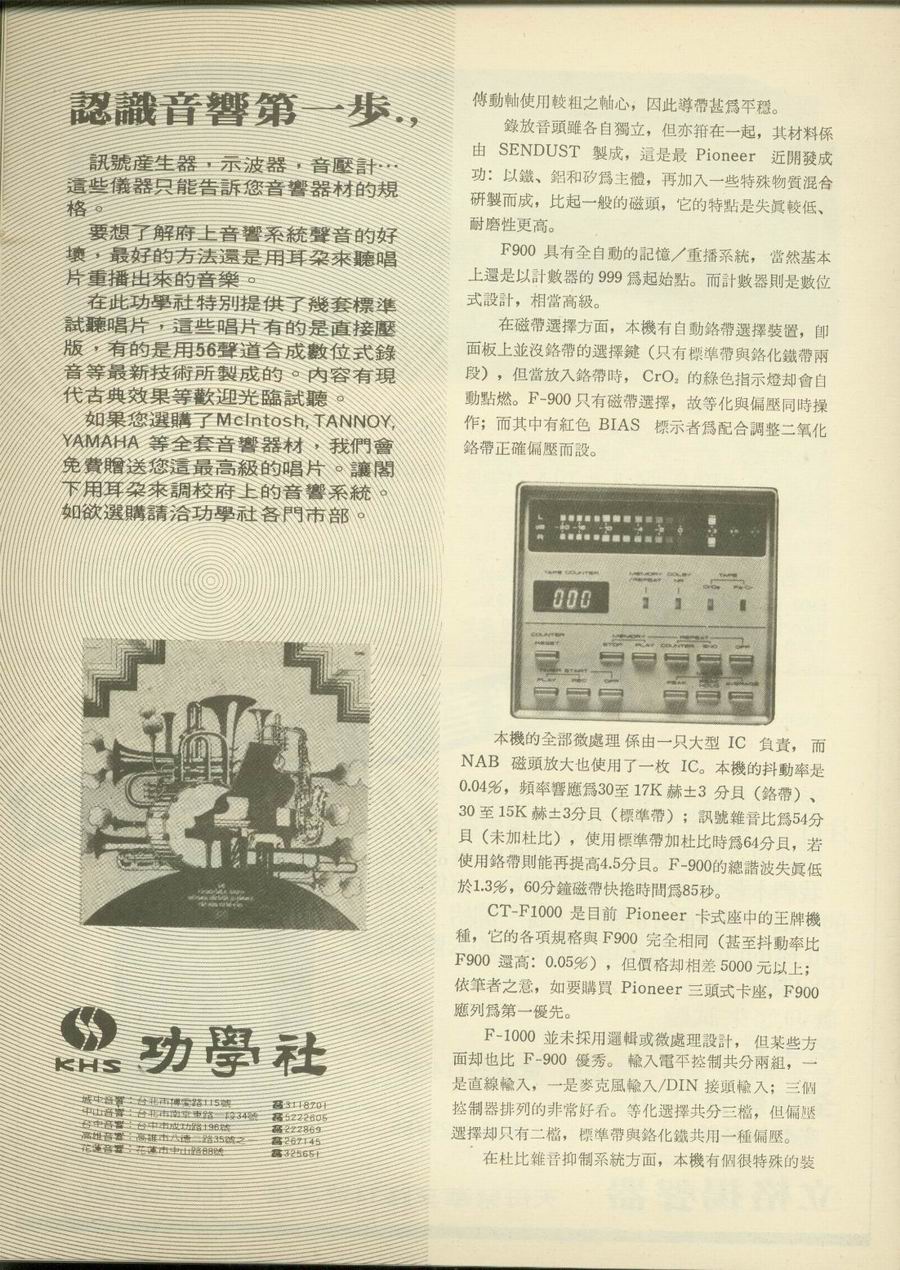 認識音響第一步..,
訊號產生器，示波器，音壓計…
這些儀器只能告訴您音響器材的規
格。
要想了解府上音響系統聲音的好
壞，最好的方法還是用耳朶來聽唱
片重播出來的音樂。
在此功學社特別提供了幾套標準
試聽唱片，這些唱片有的是直接壓
版，有的是用56聲道合成數位式錄
音等最新技術所製成的。內容有現
代古典效果等歡迎光臨試聽。
如果您選購了McIntosh, TANNOY,
YAMAHA 等全套音響器材，我們會
免費贈送您這最高級的唱片。讓閣
下用耳朶來調校府上的音響系統。
如欲選購請洽功學社各門市部。
KHS 功學社
城中音響：台北市博愛路115號 ☎3118701
中山音響：台北市南京東路一段34號 ☎5222605
台中音響：台中市成功路196號 ☎222869
高雄音響：高雄市八德二路35號之一 ☎267145
花蓮音響：花蓮市中山路88號 ☎325651
傳動軸使用較粗之軸心，因此導帶甚爲平穩。
錄放音頭雖各自獨立，但亦箝在一起，其材料係
由 SENDUST 製成，這是最 Pioneer 近開發成
功：以鐵、鋁和矽爲主體，再加入一些特殊物質混合
研製而成，比起一般的磁頭，它的特點是失眞較低、
耐磨性更高。
F900 具有全自動的記憶／重播系統，當然基本
上還是以計數器的 999 爲起始點。而計數器則是數位
式設計，相當高級。
在磁帶選擇方面，本機有自動鉻帶選擇裝置，卽
面板上並沒鉻帶的選擇鍵（只有標準帶與鉻化鐵帶兩
段），但當放入鉻帶時，CrO₂ 的綠色指示燈却會自
動點燃。F-900 只有磁帶選擇，故等化與偏壓同時操
作；而其中有紅色 BIAS 標示者爲配合調整二氧化
鉻帶正確偏壓而設。
L
dB
R
TAPE COUNTER
MEMORY /REPEAT
DOLBY NR
TAPE
CrO₂ Fe-Cr
000
COUNTER RESET
MEMORY
REPEAT
STOP PLAY COUNTER END OFF
TIMER START
PLAY REC OFF
PEAK
HOLD
AVERAGE
本機的全部微處理 係由一只大型 IC 負責，而
NAB 磁頭放大也使用了一枚 IC。本機的抖動率是
0.04%，頻率響應爲30至 17K 赫±3 分貝（鉻帶）、
30 至 15K 赫±3分貝（標準帶）；訊號雜音比爲54分
貝（未加杜比），使用標準帶加杜比時爲64分貝，若
使用鉻帶則能再提高4.5分貝。F-900的總諧波失眞低
於1.3%，60分鐘磁帶快捲時間爲85秒。
CT-F1000 是目前 Pioneer 卡式座中的王牌機
種，它的各項規格與 F900 完全相同（甚至抖動率比
F900 還高：0.05%），但價格却相差 5000 元以上；
依筆者之意，如要購買 Pioneer 三頭式卡座，F900
應列爲第一優先。
F-1000 並未採用邏輯或微處理設計，但某些方
面却也比 F-900 優秀。輸入電平控制共分兩組，一
是直線輸入，一是麥克風輸入/DIN 接頭輸入；三個
控制器排列的非常好看。等化選擇共分三檔，但偏壓
選擇却只有二檔，標準帶與鉻化鐵共用一種偏壓。
在杜比雜音抑制系統方面，本機有個很特殊的裝